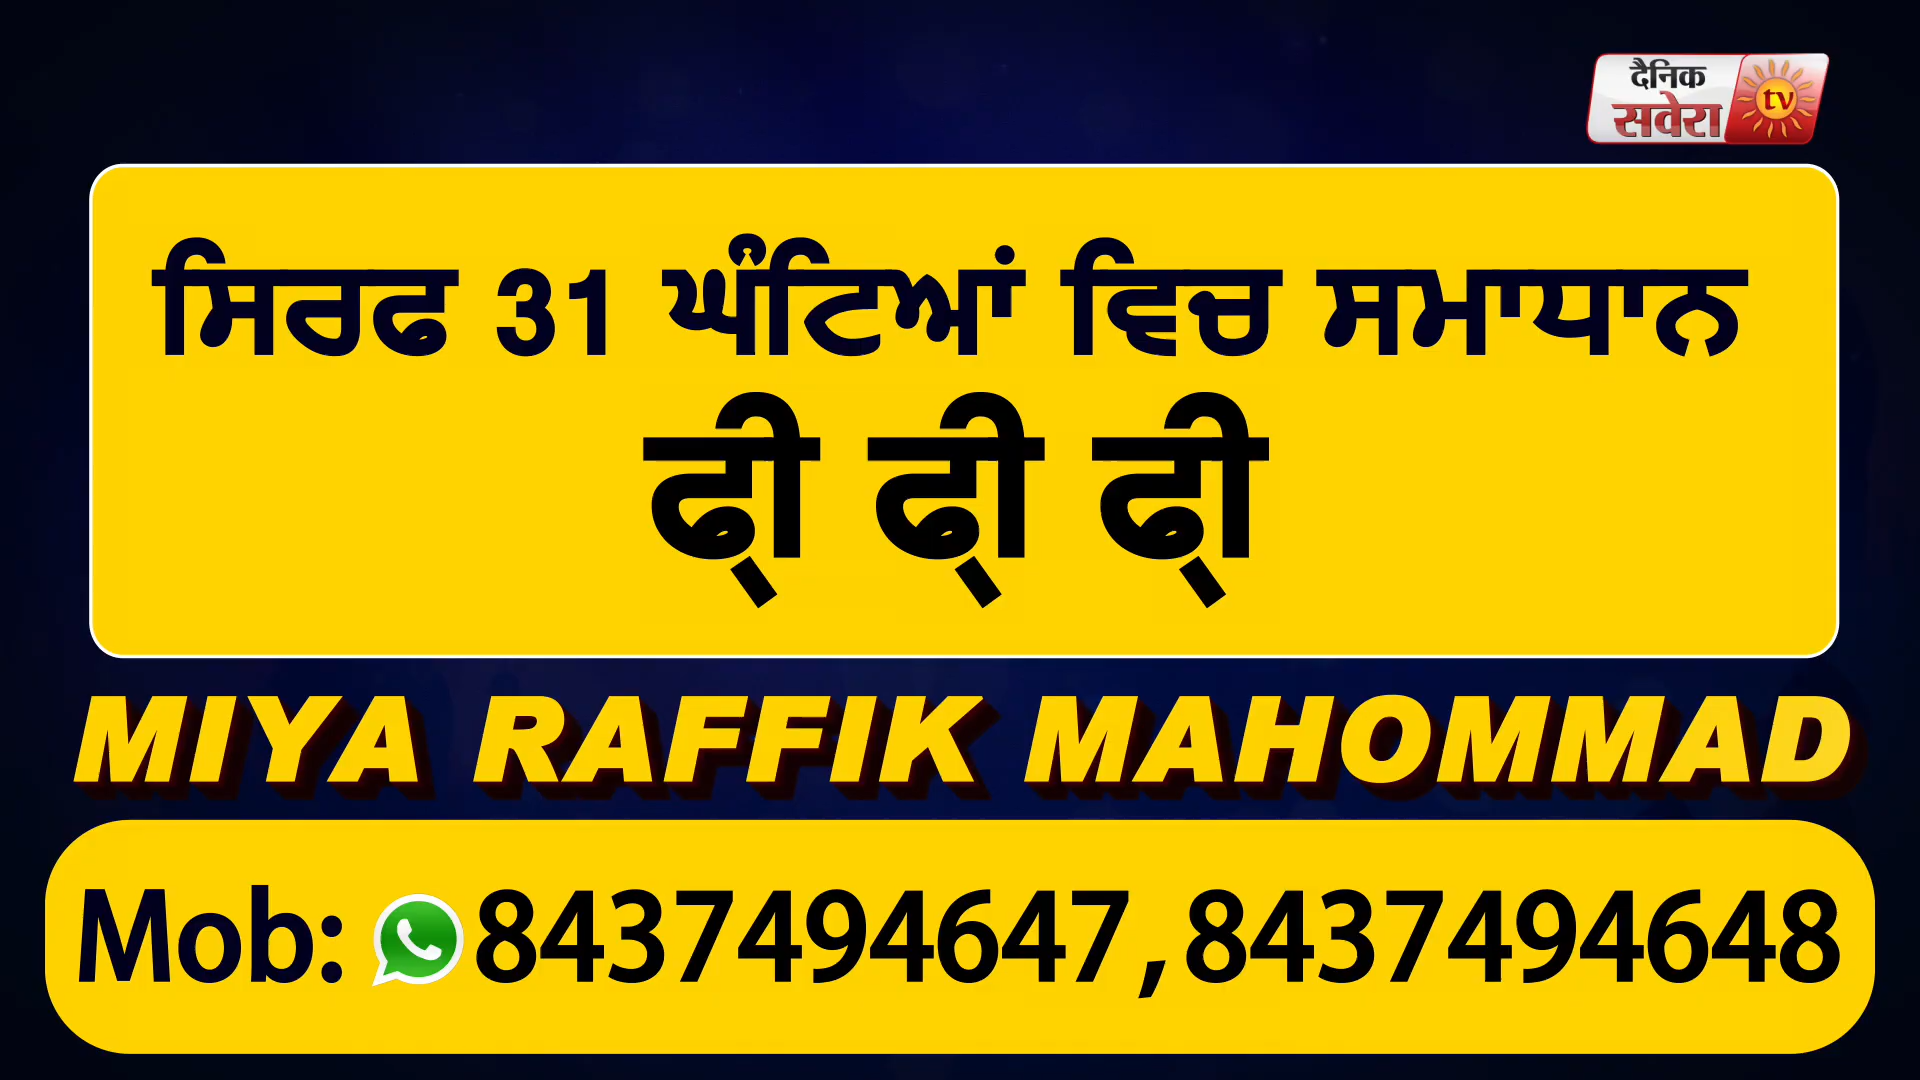 दैनिक
सवेरा tv
ਸਿਰਫ 31 ਘੰਟਿਆਂ ਵਿਚ ਸਮਾਧਾਨ
ਫ੍ਰੀ ਫ੍ਰੀ ਫ੍ਰੀ
MIYA RAFFIK MAHOMMAD
Mob: 8437494647, 8437494648